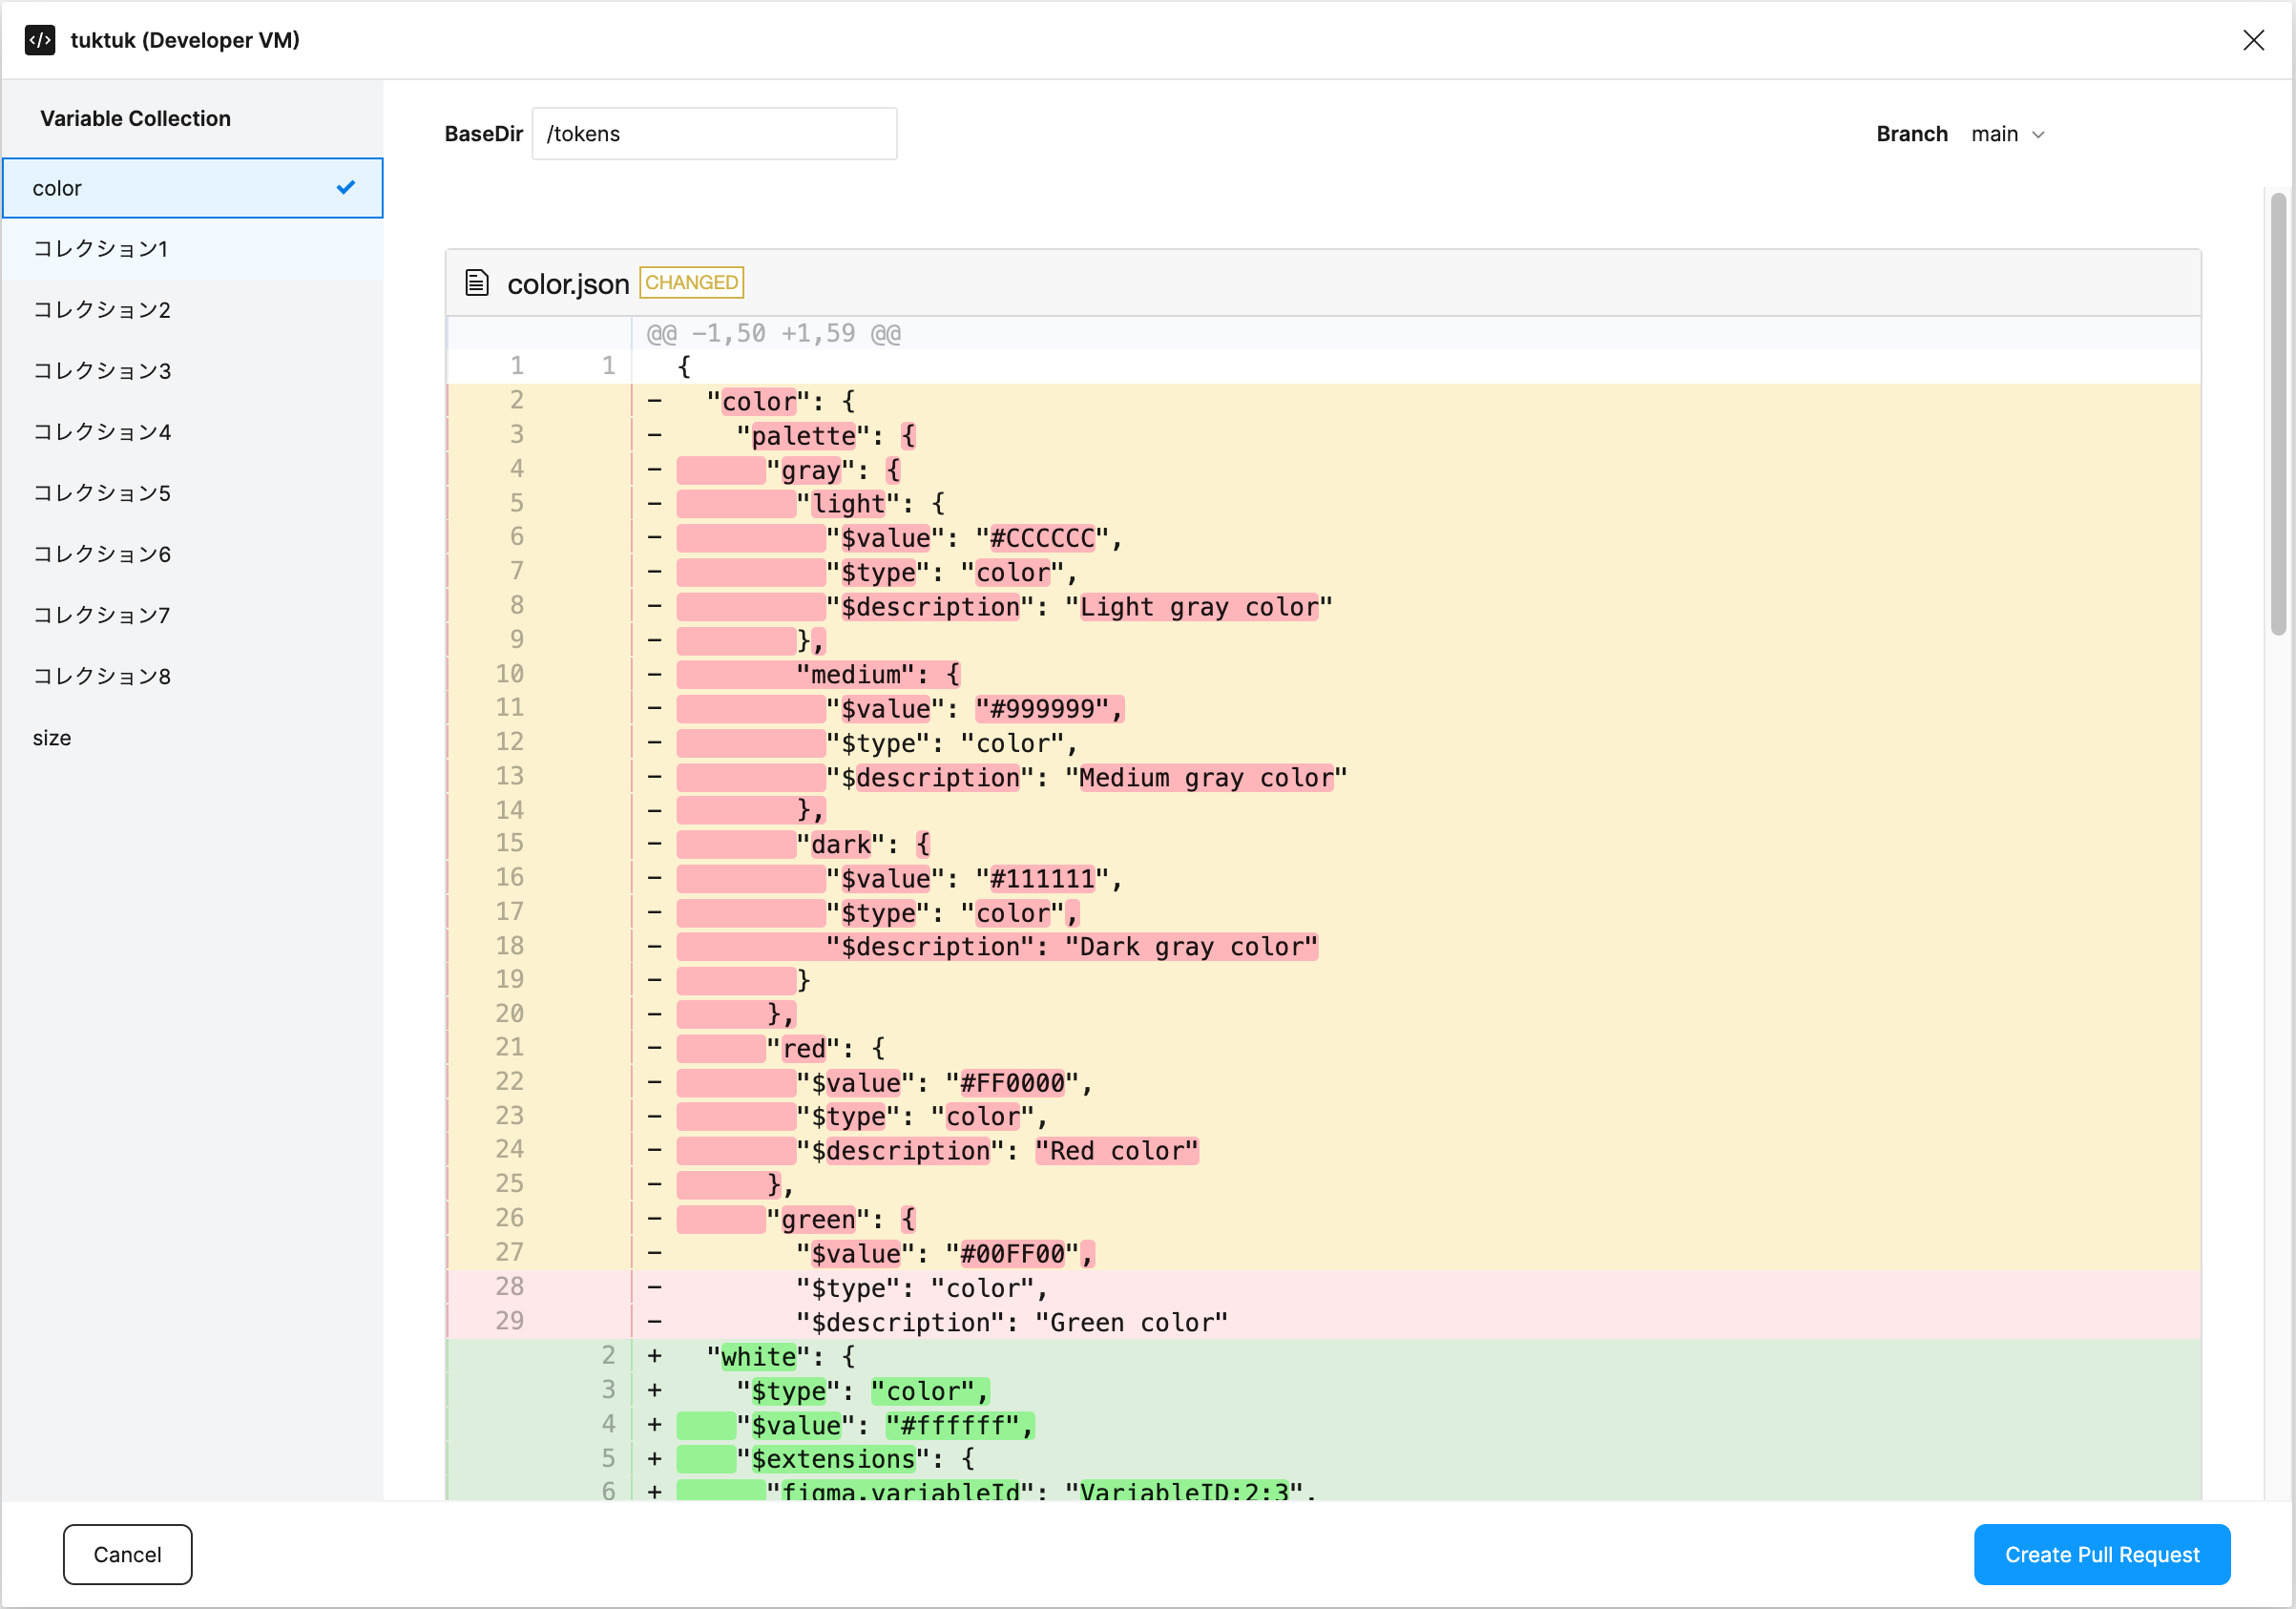 tuktuk (Developer VM)
Variable Collection
color
コレクション1
コレクション2
コレクション3
コレクション4
コレクション5
コレクション6
コレクション7
コレクション8
size
BaseDir /tokens
Branch main
color.json CHANGED
@@ -1,50 +1,59 @@
1 1 {
2 - "color": {
3 - "palette": {
4 - "gray": {
5 - "light": {
6 - "$value": "#CCCCCC",
7 - "$type": "color",
8 - "$description": "Light gray color"
9 - },
10 - "medium": {
11 - "$value": "#999999",
12 - "$type": "color",
13 - "$description": "Medium gray color"
14 - },
15 - "dark": {
16 - "$value": "#111111",
17 - "$type": "color",
18 - "$description": "Dark gray color"
19 - }
20 - },
21 - "red": {
22 - "$value": "#FF0000",
23 - "$type": "color",
24 - "$description": "Red color"
25 - },
26 - "green": {
27 - "$value": "#00FF00",
28 - "$type": "color",
29 - "$description": "Green color"
2 + "white": {
3 + "$type": "color",
4 + "$value": "#ffffff",
5 + "$extensions": {
6 + "figma.variableId": "VariableID:2:3",
Cancel
Create Pull Request